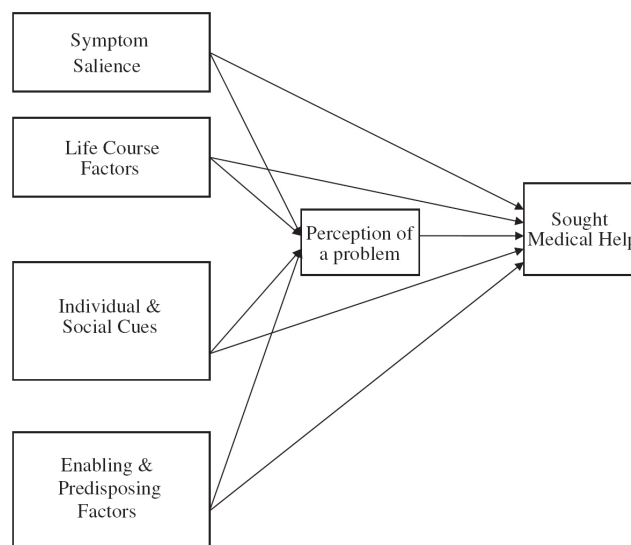 Symptom
Salience
Life Course
Factors
Perception of
a problem
Sought
Medical Help
Individual &
Social Cues
Enabling &
Predisposing
Factors